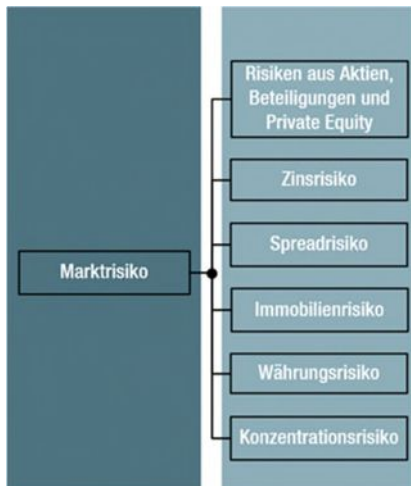 Marktrisiko
Risiken aus Aktien,
Beteiligungen und
Private Equity
Zinsrisiko
Spreadrisiko
Immobilienrisiko
Währungsrisiko
Konzentrationsrisiko